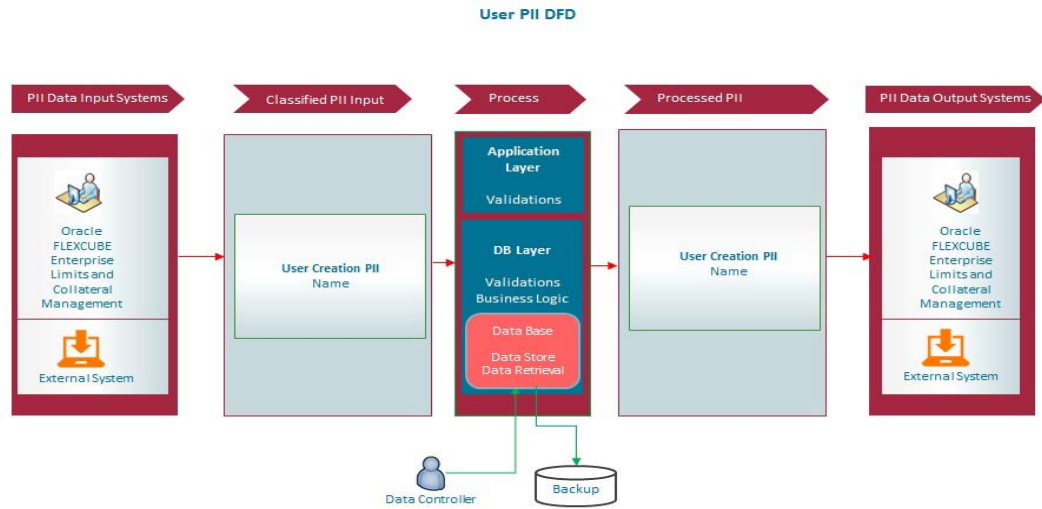 User PII DFD
PII Data Input Systems
Classified PII Input
Process
Processed PII
PII Data Output Systems
Oracle
FLEXCUBE
Enterprise
Limits and
Collateral
Management
External System
User Creation PII
Name
Application
Layer
Validations
DB Layer
Validations
Business Logic
Data Base
Data Store
Data Retrieval
User Creation PII
Name
Oracle
FLEXCUBE
Enterprise
Limits and
Collateral
Management
External System
Data Controller
Backup